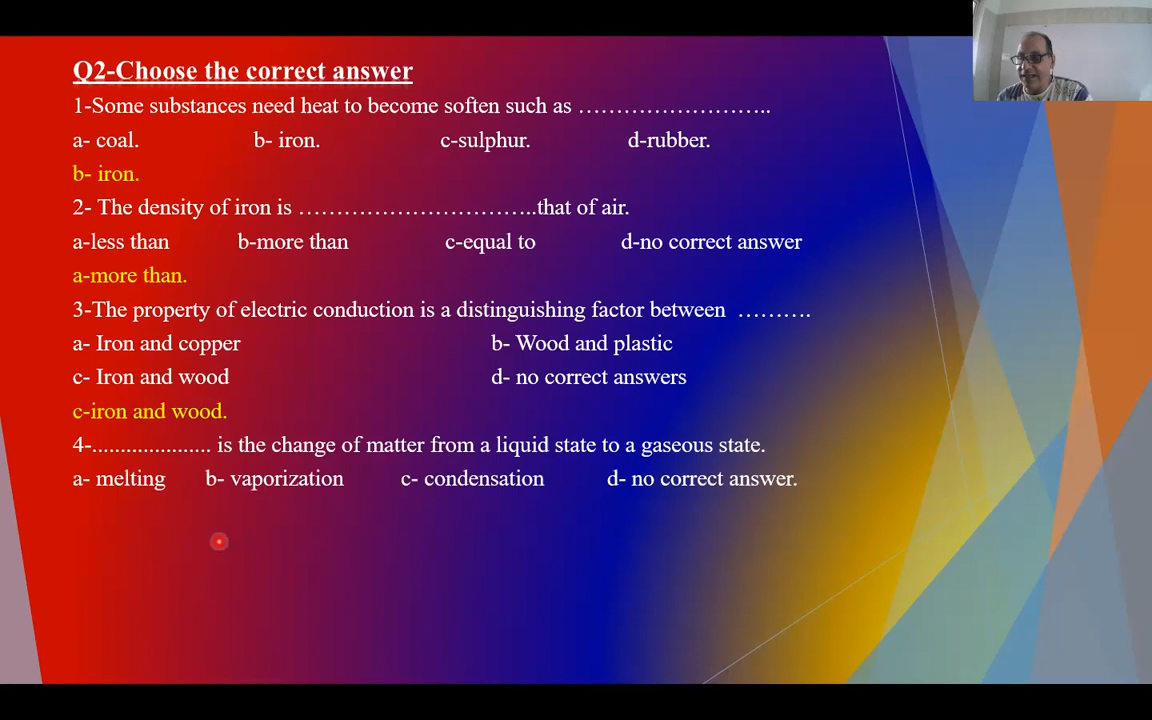 Q2-Choose the correct answer
1-Some substances need heat to become soften such as ……………………..
a- coal. b- iron. c-sulphur. d-rubber.
b- iron.
2- The density of iron is …………………………..that of air.
a-less than b-more than c-equal to d-no correct answer
a-more than.
3-The property of electric conduction is a distinguishing factor between ……….
a- Iron and copper b- Wood and plastic
c- Iron and wood d- no correct answers
c-iron and wood.
4-..................... is the change of matter from a liquid state to a gaseous state.
a- melting b- vaporization c- condensation d- no correct answer.